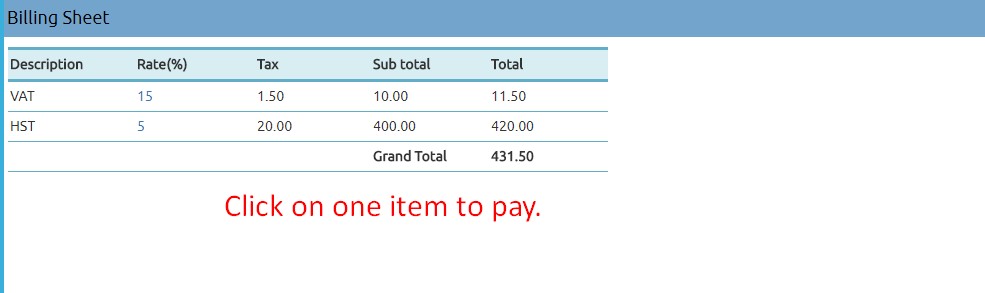 Billing Sheet
Description Rate(%) Tax Sub total Total
VAT 15 1.50 10.00 11.50
HST 5 20.00 400.00 420.00
Grand Total 431.50
Click on one item to pay.